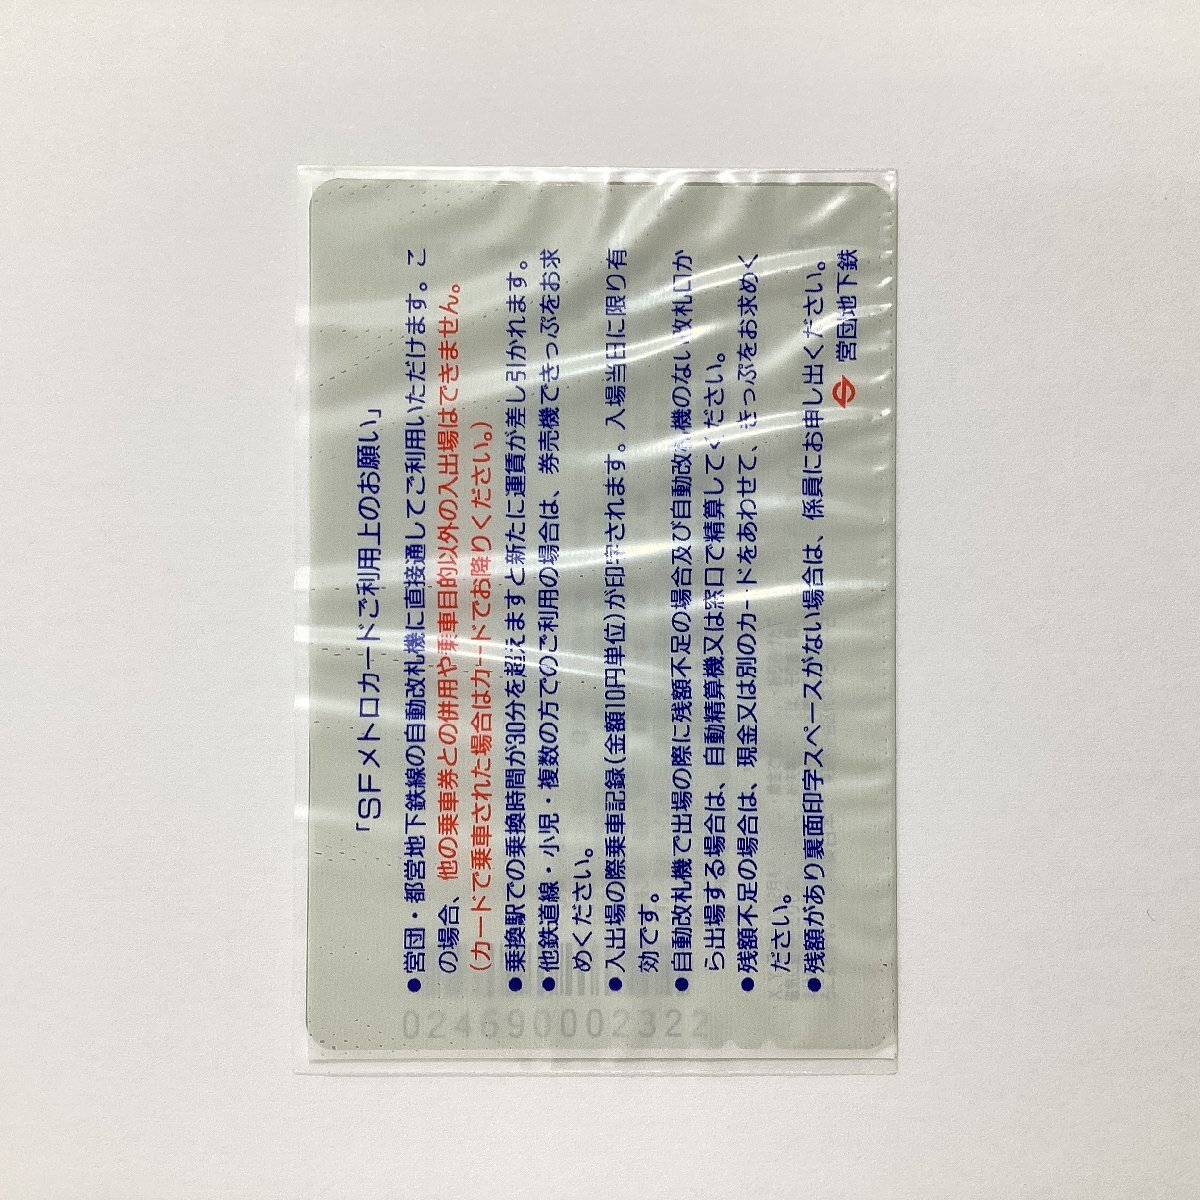 「SFメトロカードご利用上のお願い」
●営団・都営地下鉄線の自動改札機に直接通してご利用いただけます。こ
の場合、他の乗車券との併用や乗車目的以外の入出場はできません。
(カードで乗車された場合はカードでお降りください。)
●乗換駅での乗換時間が30分を超えますと新たに運賃が差し引かれます。
●他鉄道線・小児・複数の方でのご利用の場合は、券売機できっぷをお求
めください。
●入出場の際乗車記録(金額10円単位)が印字されます。入場当日に限り有
効です。
●自動改札機で出場の際に残額不足の場合及び自動改札機のない改札口か
ら出場する場合は、自動精算機又は窓口で精算してください。
●残額不足の場合は、現金又は別のカードをあわせて、きっぷをお求めく
ださい。
●残額があり裏面印字スペースがない場合は、係員にお申し出ください。
営団地下鉄
024690002322